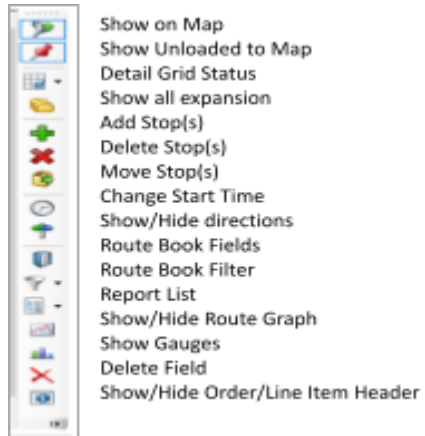 Show on Map
Show Unloaded to Map
Detail Grid Status
Show all expansion
Add Stop(s)
Delete Stop(s)
Move Stop(s)
Change Start Time
Show/Hide directions
Route Book Fields
Route Book Filter
Report List
Show/Hide Route Graph
Show Gauges
Delete Field
Show/Hide Order/Line Item Header